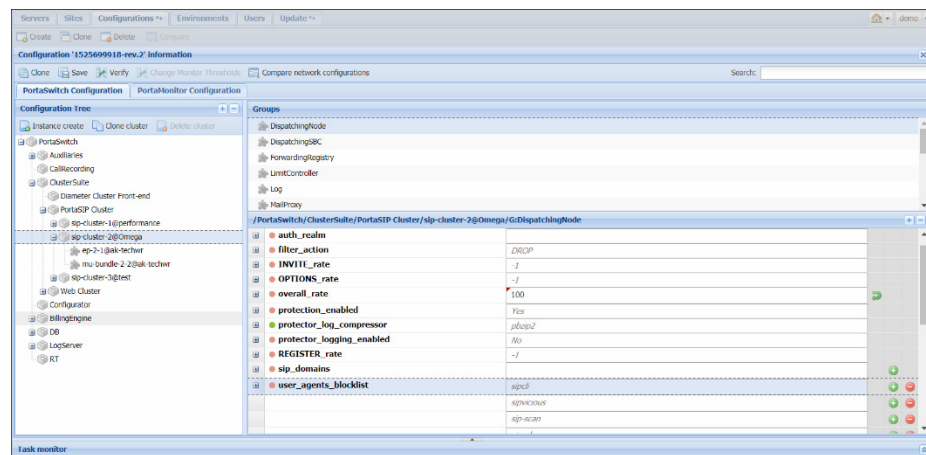 Servers Sites Configurations Environments Users Update demo
Create Clone Delete Compare
Configuration '1525699918-rev.2' information
Clone Save Verify Change Monitor Thresholds Compare network configurations Search:
PortaSwitch Configuration PortaMonitor Configuration
Configuration Tree
Instance create Clone cluster Delete cluster
PortaSwitch
Auxiliaries
CallRecording
ClusterSuite
Diameter Cluster Front-end
PortaSIP Cluster
sip-cluster-1@performance
sip-cluster-2@Omega
ep-2-1@ak-techwr
mu-bundle-2-2@ak-techwr
sip-cluster-3@test
Web Cluster
Configurator
BillingEngine
DB
LogServer
RT
Groups
DispatchingNode
DispatchingSBC
ForwardingRegistry
LimitController
Log
MailProxy
/PortaSwitch/ClusterSuite/PortaSIP Cluster/sip-cluster-2@Omega/G:DispatchingNode
auth_realm
filter_action DROP
INVITE_rate -1
OPTIONS_rate -1
overall_rate 100
protection_enabled Yes
protector_log_compressor pbzip2
protector_logging_enabled No
REGISTER_rate -1
sip_domains
user_agents_blocklist sipcli
sipvicious
sip-scan
Task monitor